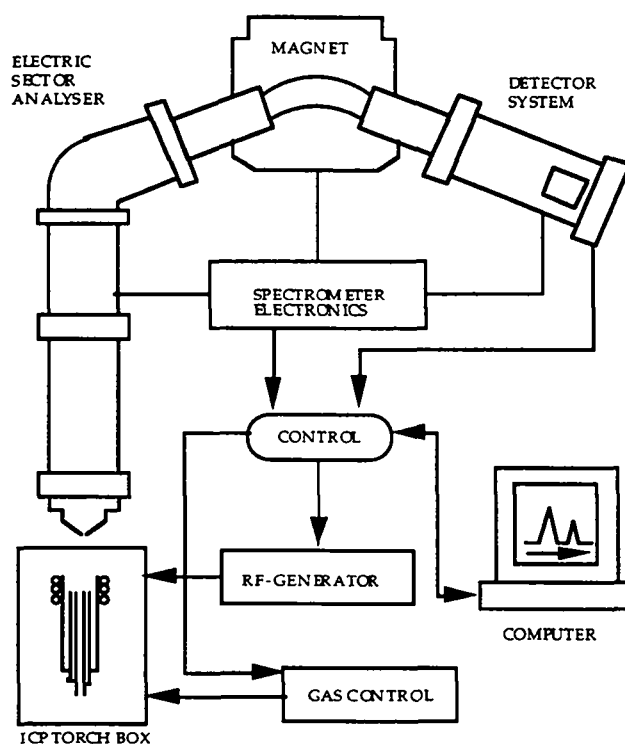 MAGNET
ELECTRIC
SECTOR
ANALYSER
DETECTOR
SYSTEM
SPECTROMETER
ELECTRONICS
CONTROL
RF-GENERATOR
COMPUTER
GAS CONTROL
ICP TORCH BOX